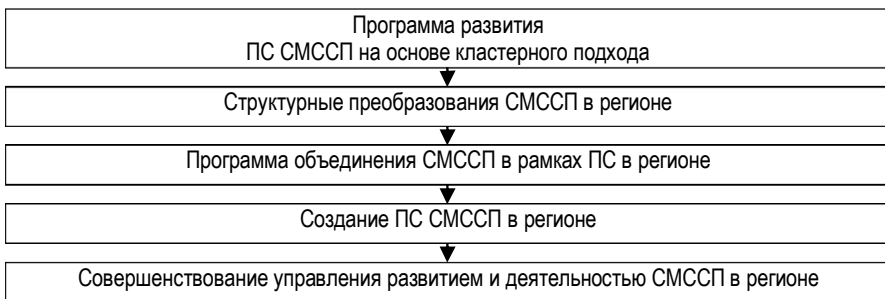 Программа развития
ПС СМССП на основе кластерного подхода
Структурные преобразования СМССП в регионе
Программа объединения СМССП в рамках ПС в регионе
Создание ПС СМССП в регионе
Совершенствование управления развитием и деятельностью СМССП в регионе